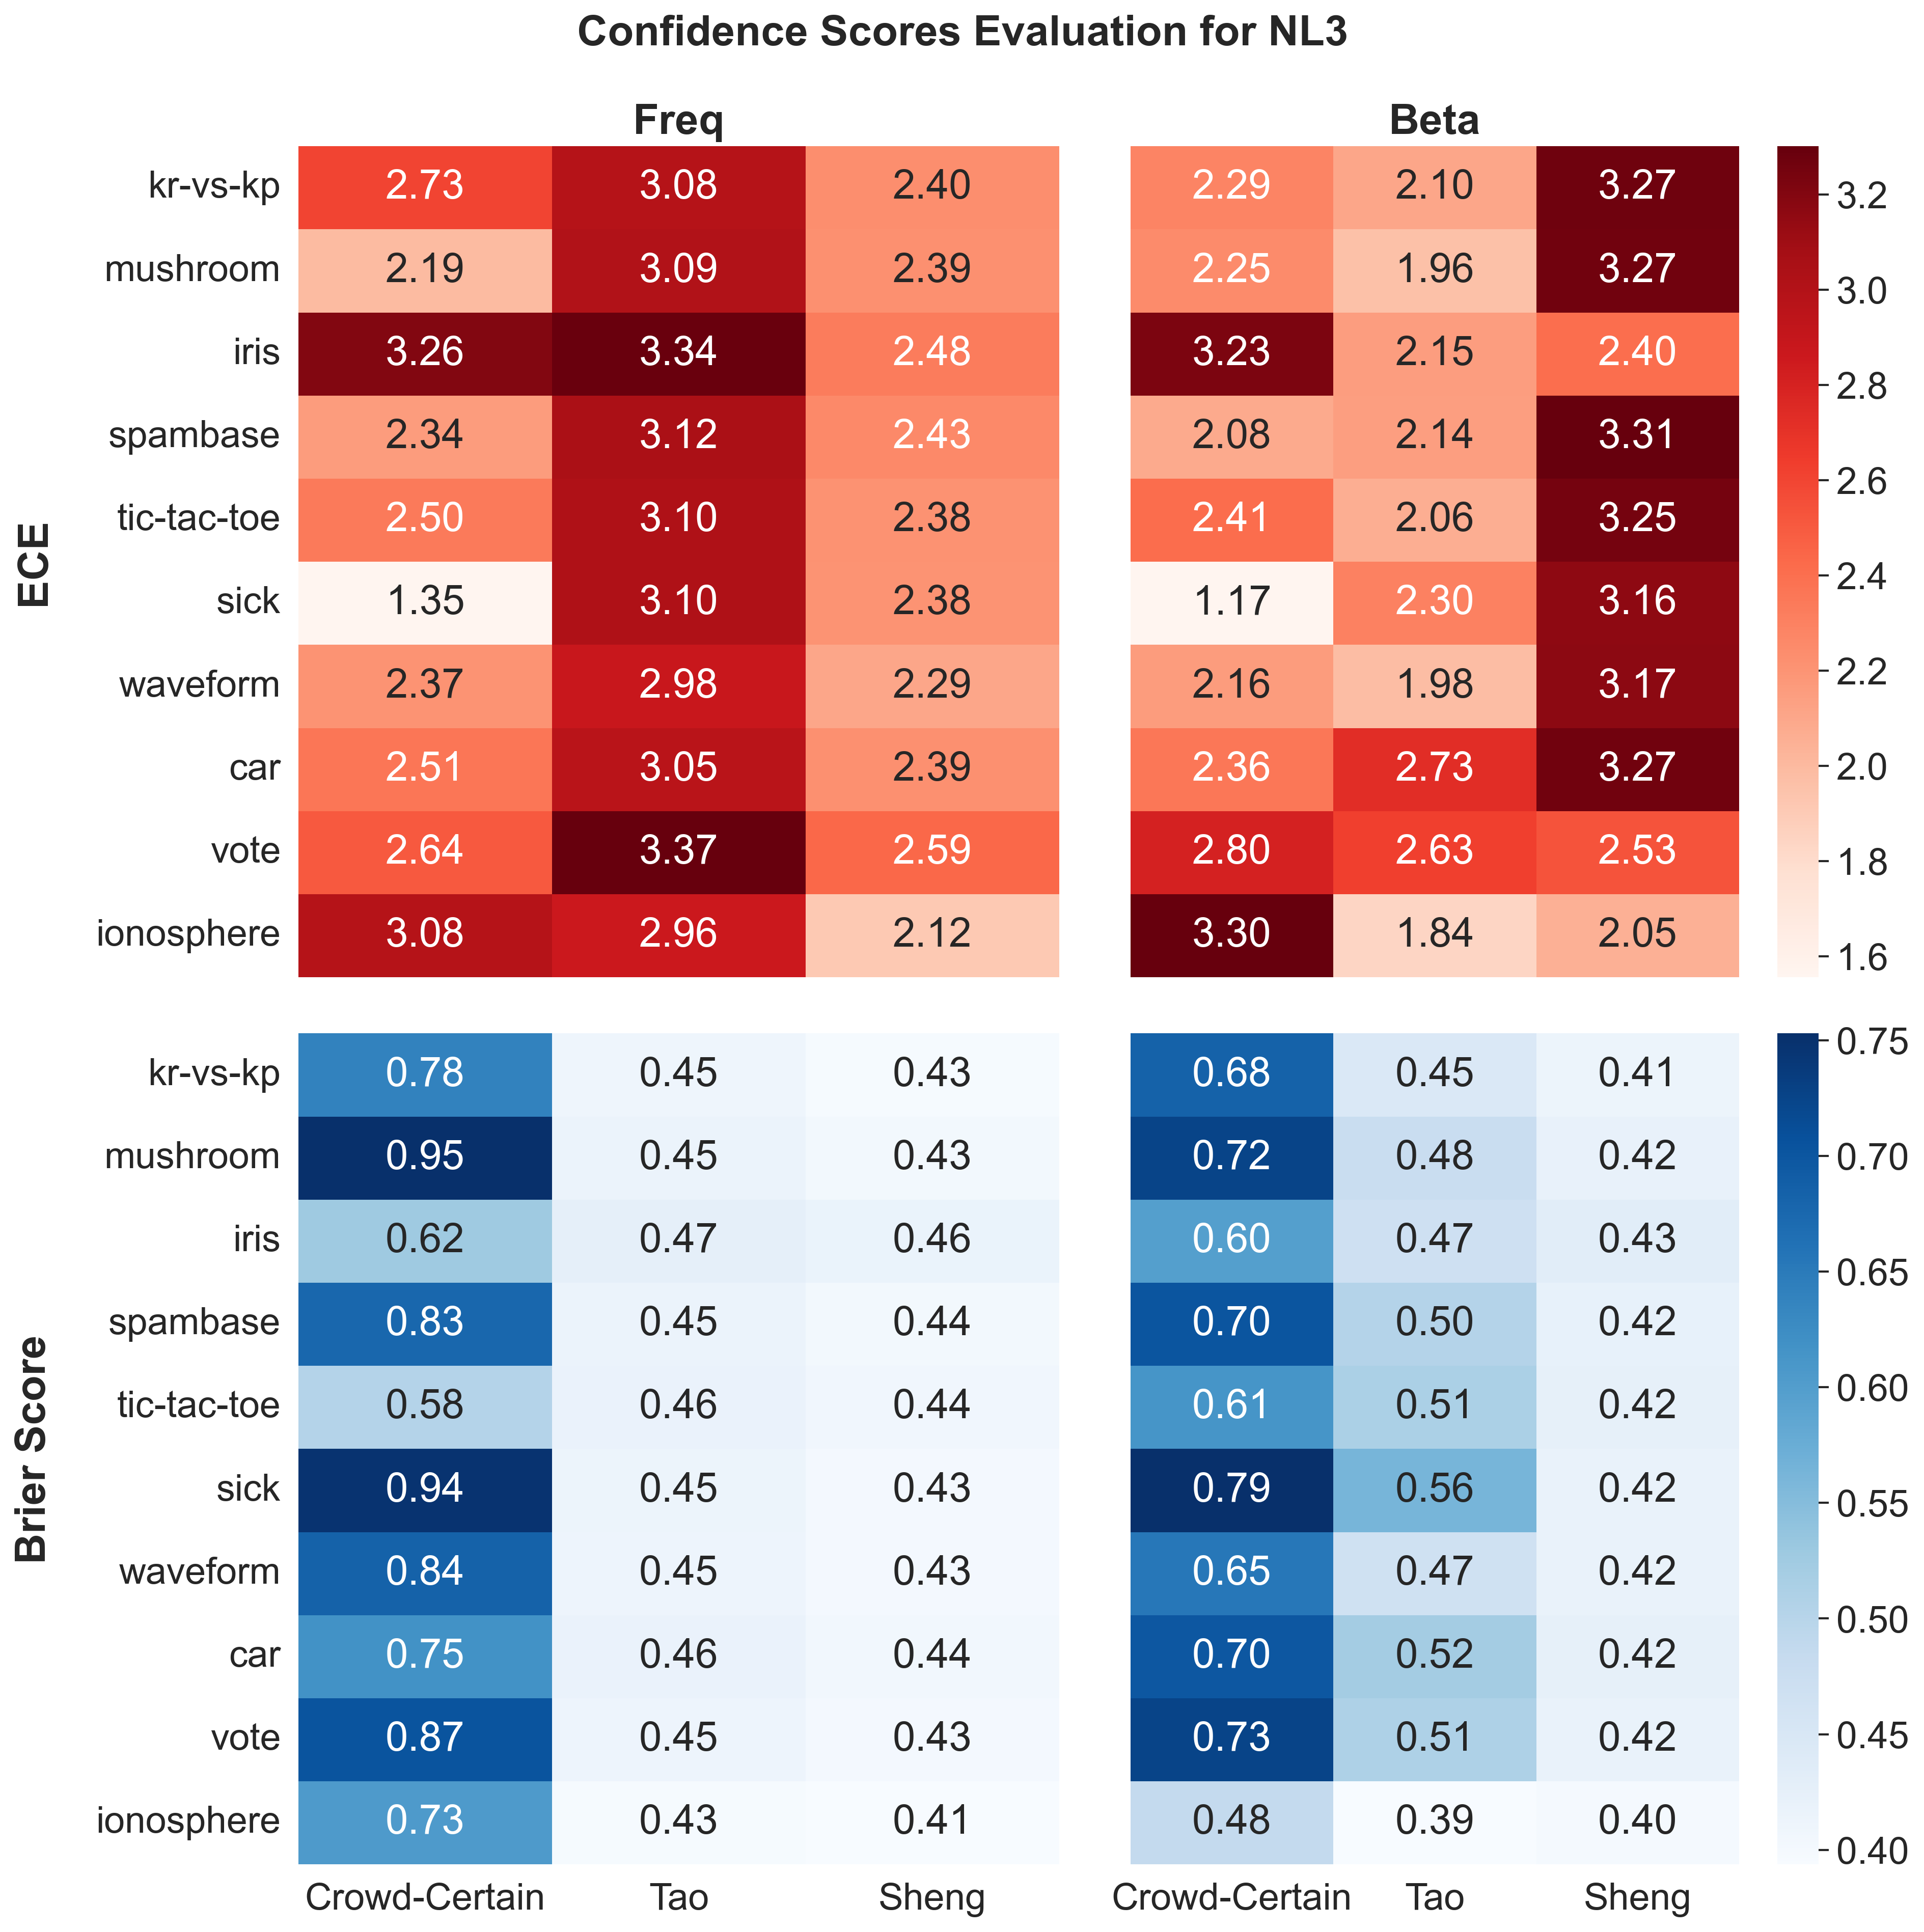 Confidence Scores Evaluation for NL3
Freq Beta
ECE
kr-vs-kp 2.73 3.08 2.40 2.29 2.10 3.27
mushroom 2.19 3.09 2.39 2.25 1.96 3.27
iris 3.26 3.34 2.48 3.23 2.15 2.40
spambase 2.34 3.12 2.43 2.08 2.14 3.31
tic-tac-toe 2.50 3.10 2.38 2.41 2.06 3.25
sick 1.35 3.10 2.38 1.17 2.30 3.16
waveform 2.37 2.98 2.29 2.16 1.98 3.17
car 2.51 3.05 2.39 2.36 2.73 3.27
vote 2.64 3.37 2.59 2.80 2.63 2.53
ionosphere 3.08 2.96 2.12 3.30 1.84 2.05
3.2
3.0
2.8
2.6
2.4
2.2
2.0
1.8
1.6
Brier Score
kr-vs-kp 0.78 0.45 0.43 0.68 0.45 0.41
mushroom 0.95 0.45 0.43 0.72 0.48 0.42
iris 0.62 0.47 0.46 0.60 0.47 0.43
spambase 0.83 0.45 0.44 0.70 0.50 0.42
tic-tac-toe 0.58 0.46 0.44 0.61 0.51 0.42
sick 0.94 0.45 0.43 0.79 0.56 0.42
waveform 0.84 0.45 0.43 0.65 0.47 0.42
car 0.75 0.46 0.44 0.70 0.52 0.42
vote 0.87 0.45 0.43 0.73 0.51 0.42
ionosphere 0.73 0.43 0.41 0.48 0.39 0.40
0.75
0.70
0.65
0.60
0.55
0.50
0.45
0.40
Crowd-Certain Tao Sheng Crowd-Certain Tao Sheng